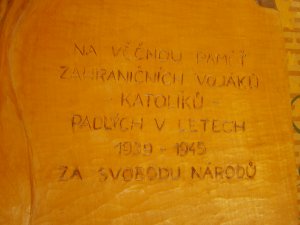 NA VĚČNOU PAMĚŤ
ZAHRANIČNÍCH VOJÁKŮ
KATOLÍKŮ
PADLÝCH V LETECH
1939 - 1945
ZA SVOBODU NÁRODŮ